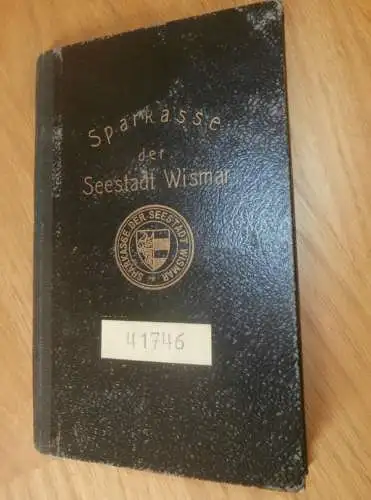 Sparkasse
der
Seestadt Wismar
SPARKASSE DER SEESTADT WISMAR
41746